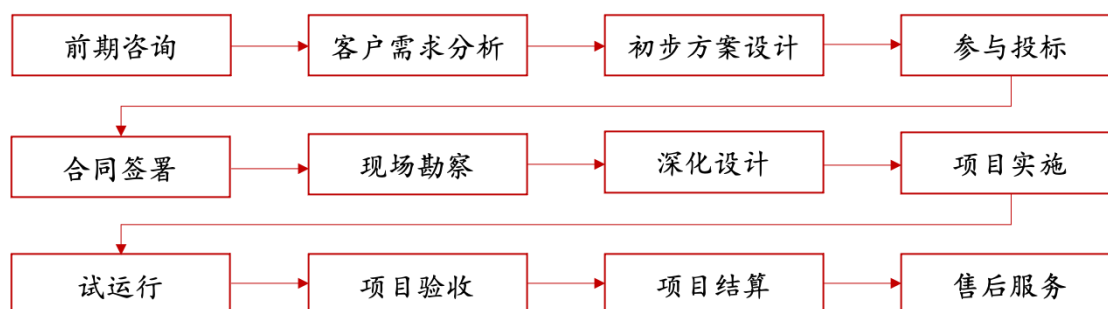 前期咨询
客户需求分析
初步方案设计
参与投标
合同签署
现场勘察
深化设计
项目实施
试运行
项目验收
项目结算
售后服务